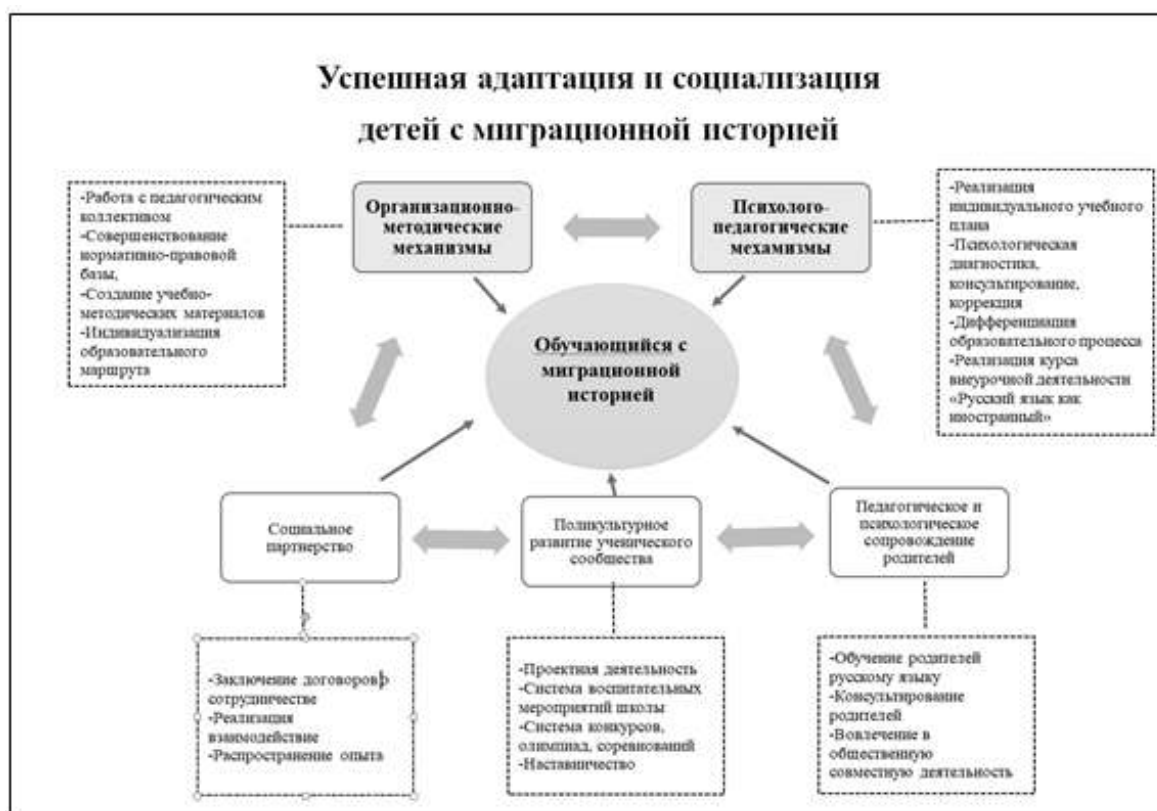 Успешная адаптация и социализация
детей с миграционной историей
-Работа с педагогическим
коллективом
-Совершенствование
нормативно-правовой
базы,
-Создание учебно-
методических материалов
-Индивидуализация
образовательного
маршрута
Организационно-
методические
механизмы
Психолого-
педагогические
мехамизмы
-Реализация
индивидуального учебного
плана
-Психологическая
диагностика,
консультирование,
коррекция
-Дифференциация
образовательного процесса
-Реализация курса
внеурочной деятельности
«Русский язык как
иностранный»
Обучающийся с
миграционной
историей
Социальное
партнерство
Поликультурное
развитие ученического
сообщества
Педагогическое и
психологическое
сопровождение
родителей
-Заключение договоров
сотрудничестве
-Реализация
взаимодействие
-Распространение опыта
-Проектная деятельность
-Система воспитательных
мероприятий школы
-Система конкурсов,
олимпиад, соревнований
-Наставничество
-Обучение родителей
русскому языку
-Консультирование
родителей
-Вовлечение в
общественную
совместную деятельность